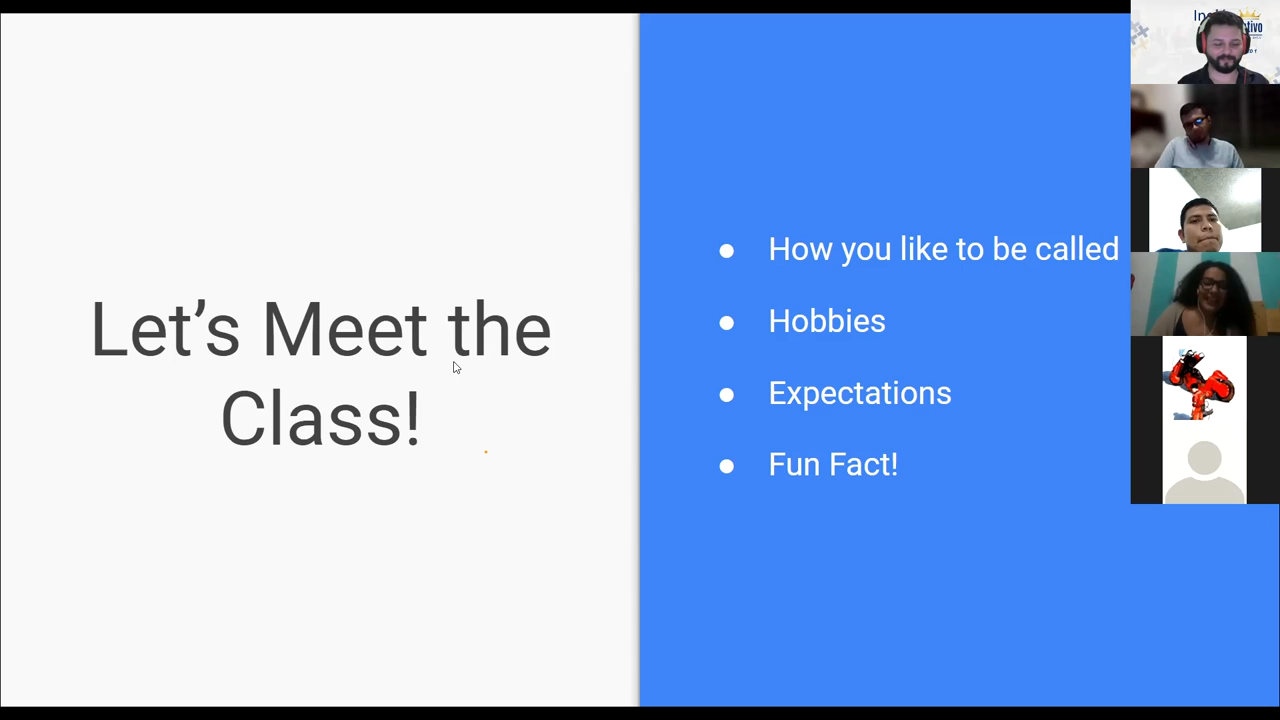 Let's Meet the
Class!
How you like to be called
Hobbies
Expectations
Fun Fact!